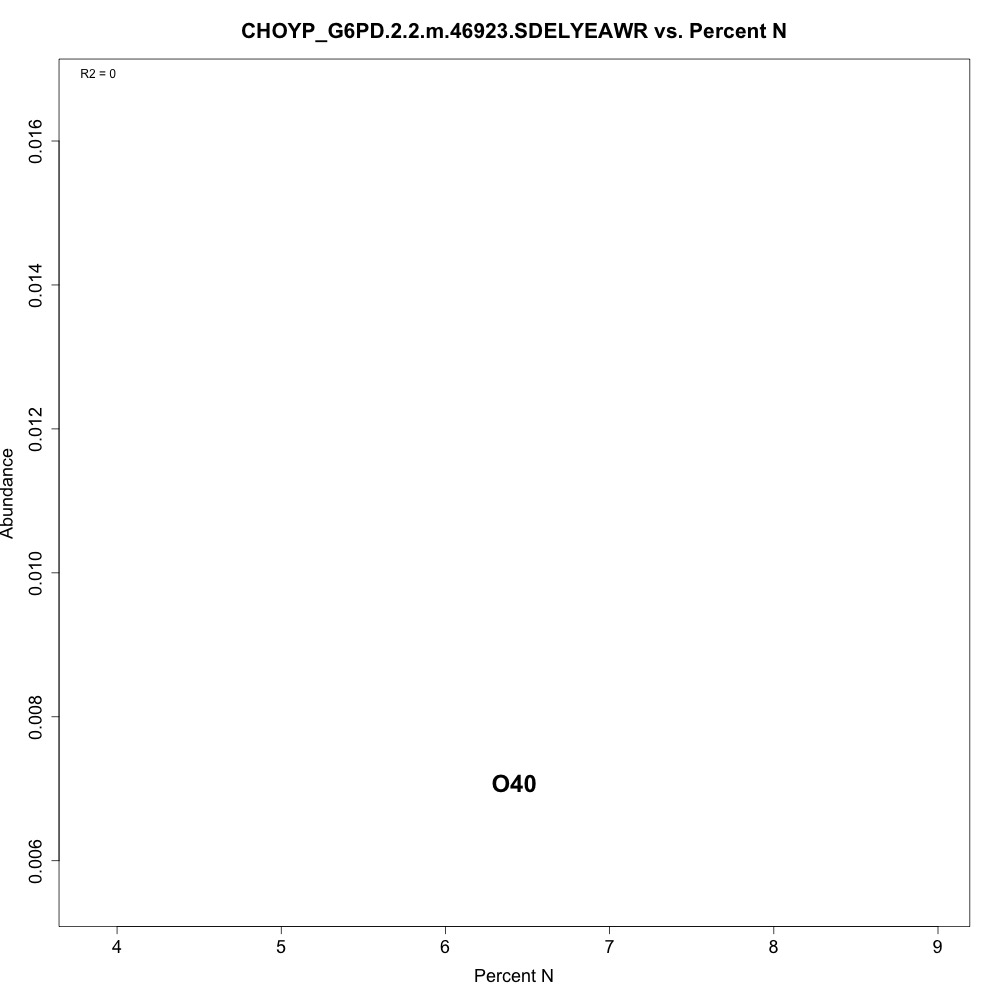 CHOYP_G6PD.2.2.m.46923.SDELYEAWR vs. Percent N
R2 = 0
0.016
0.014
0.012
0.010
0.008
0.006
Abundance
O40
4 5 6 7 8 9
Percent N